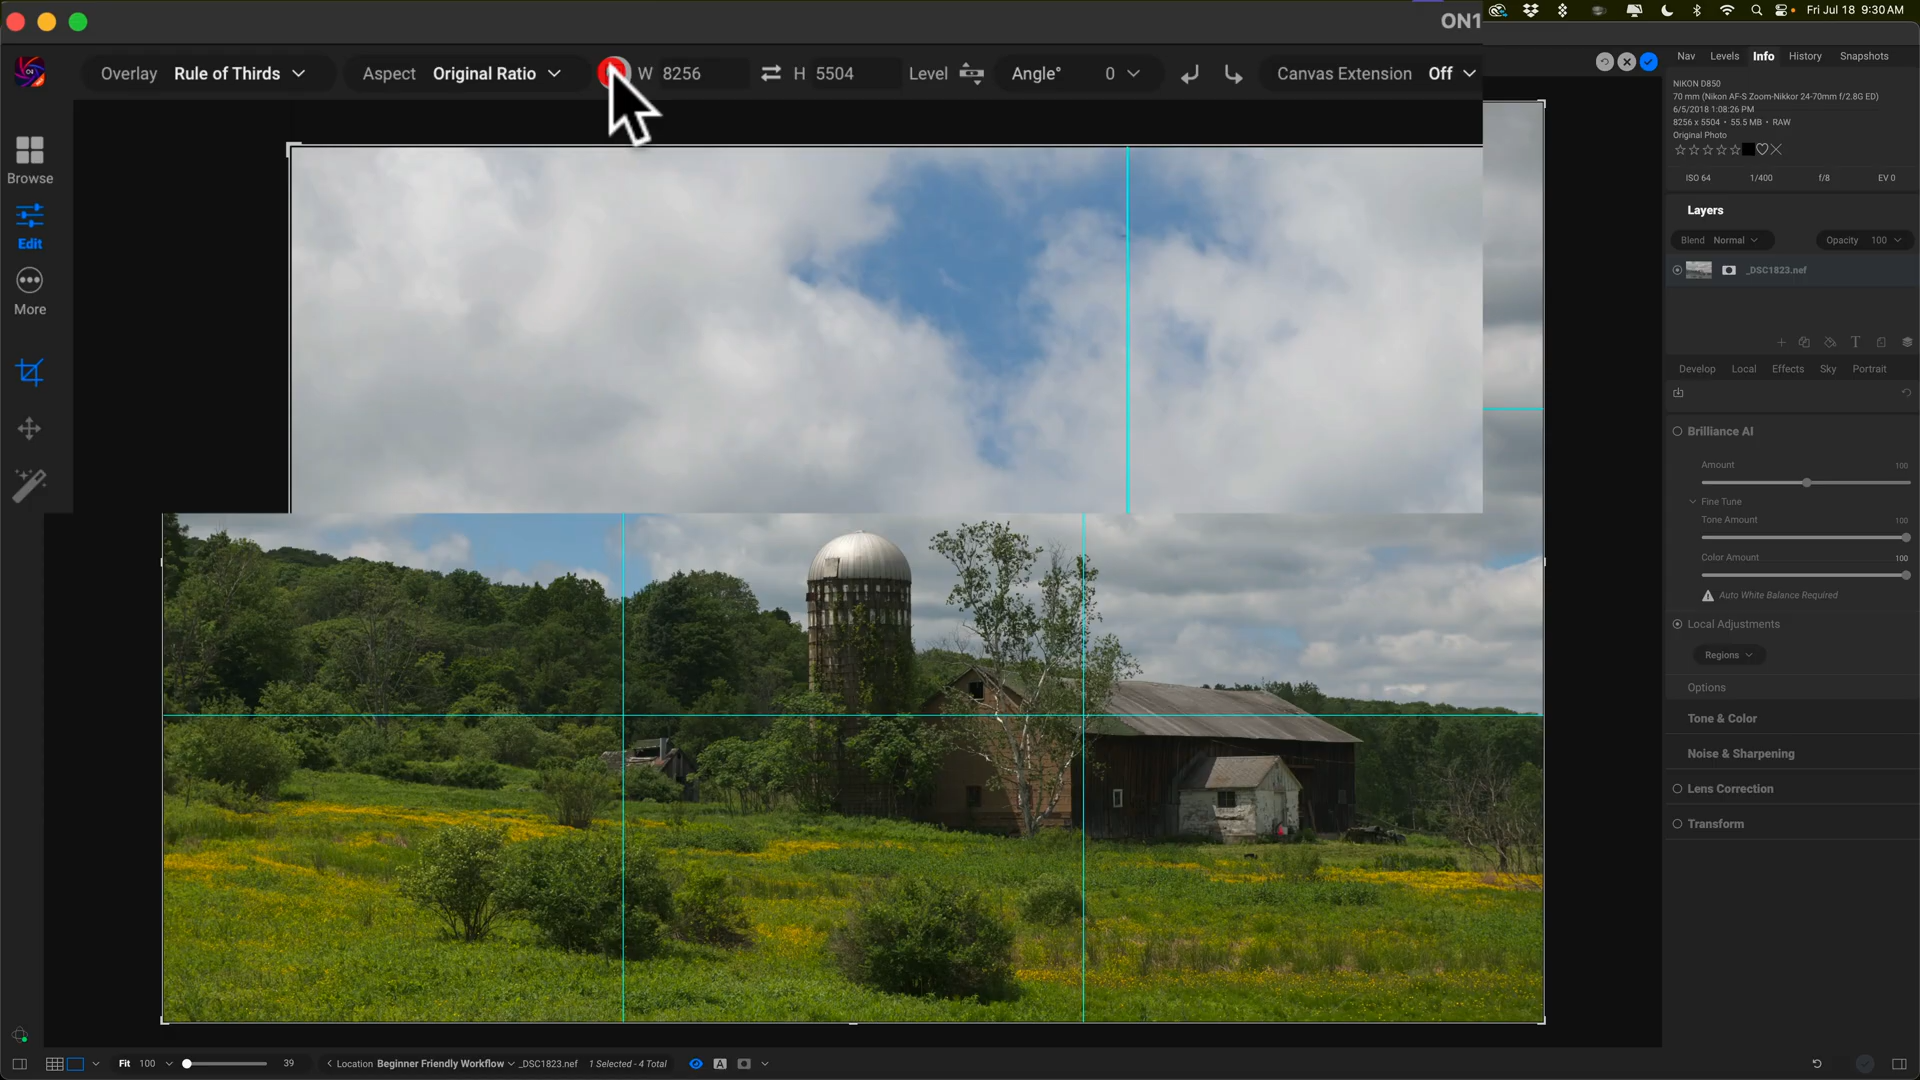 ON1
Fri Jul 18 9:30 AM
Overlay Rule of Thirds
Aspect Original Ratio
W 8256
H 5504
Level
Angle° 0
Canvas Extension Off
Browse
Edit
More
Nav Levels Info History Snapshots
NIKON D850
70 mm (Nikon AF-S Zoom-Nikkor 24-70mm f/2.8G ED)
6/5/2018 1:08:26 PM
8256 x 5504 • 55.5 MB • RAW
Original Photo
ISO 64 1/400 f/8 EV 0
Layers
Blend Normal Opacity 100
_DSC1823.nef
Develop Local Effects Sky Portrait
Brilliance AI
Amount 100
Fine Tune
Tone Amount 100
Color Amount 100
Auto White Balance Required
Local Adjustments
Regions
Options
Tone & Color
Noise & Sharpening
Lens Correction
Transform
Fit 100 39 Location Beginner Friendly Workflow _DSC1823.nef 1 Selected - 4 Total A